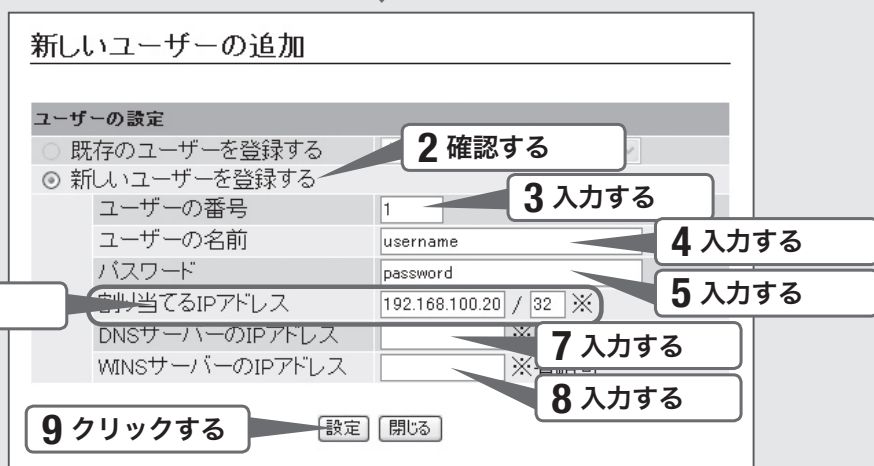 新しいユーザーの追加
ユーザーの設定
既存のユーザーを登録する
2 確認する
新しいユーザーを登録する
ユーザーの番号 1
3 入力する
ユーザーの名前 username
4 入力する
パスワード password
5 入力する
割り当てるIPアドレス 192.168.100.20 / 32 ※
DNSサーバーのIPアドレス ※
7 入力する
WINSサーバーのIPアドレス ※
8 入力する
9 クリックする
設定 閉じる